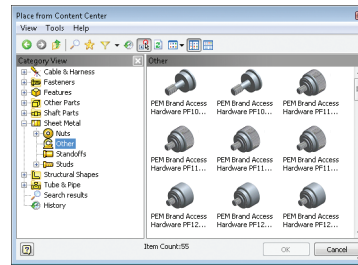 Place from Content Center
View Tools Help
Category View
Cable & Harness
Fasteners
Features
Other Parts
Shaft Parts
Sheet Metal
Nuts
Other
Standoffs
Studs
Structural Shapes
Tube & Pipe
Search results
History
Other
PEM Brand Access
Hardware PF10...
PEM Brand Access
Hardware PF10...
PEM Brand Access
Hardware PF11...
PEM Brand Access
Hardware PF11...
PEM Brand Access
Hardware PF11...
PEM Brand Access
Hardware PF11...
PEM Brand Access
Hardware PF12...
PEM Brand Access
Hardware PF12...
PEM Brand Access
Hardware PF12...
Item Count:55
OK
Cancel